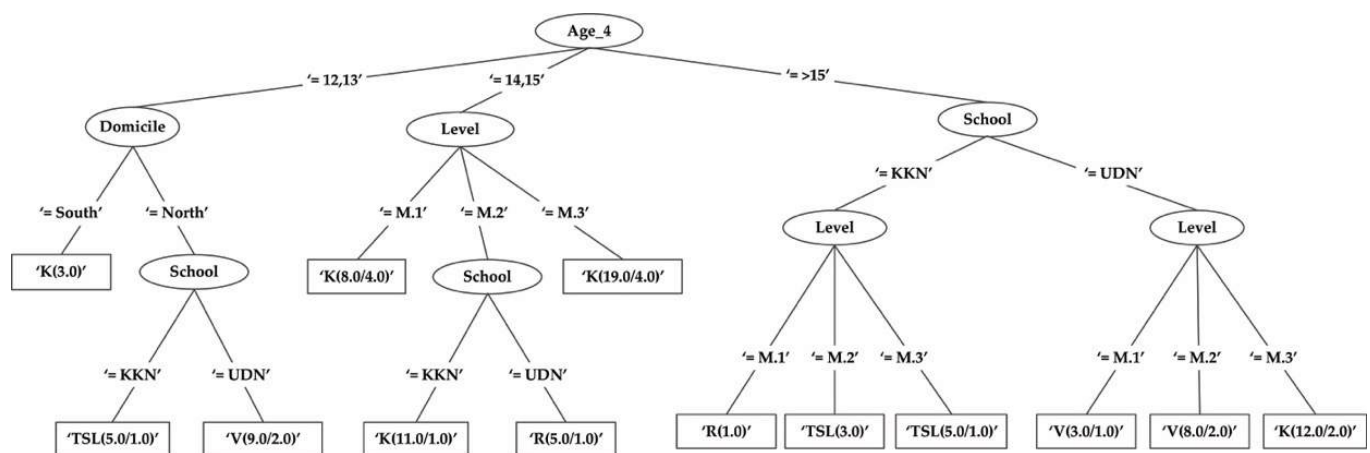 Age_4
‘= 12,13’ ‘= 14,15’ ‘= >15’
Domicile Level School
‘= KKN’ ‘= UDN’
‘= South’ ‘= North’ ‘= M.1’ ‘= M.2’ ‘= M.3’
Level Level
‘K(3.0)’ School ‘K(8.0/4.0)’ School ‘K(19.0/4.0)’
‘= M.1’ ‘= M.2’ ‘= M.3’ ‘= M.1’ ‘= M.2’ ‘= M.3’
‘= KKN’ ‘= UDN’ ‘= KKN’ ‘= UDN’
‘R(1.0)’ ‘TSL(3.0)’ ‘TSL(5.0/1.0)’ ‘V(3.0/1.0)’ ‘V(8.0/2.0)’ ‘K(12.0/2.0)’
‘TSL(5.0/1.0)’ ‘V(9.0/2.0)’ ‘K(11.0/1.0)’ ‘R(5.0/1.0)’